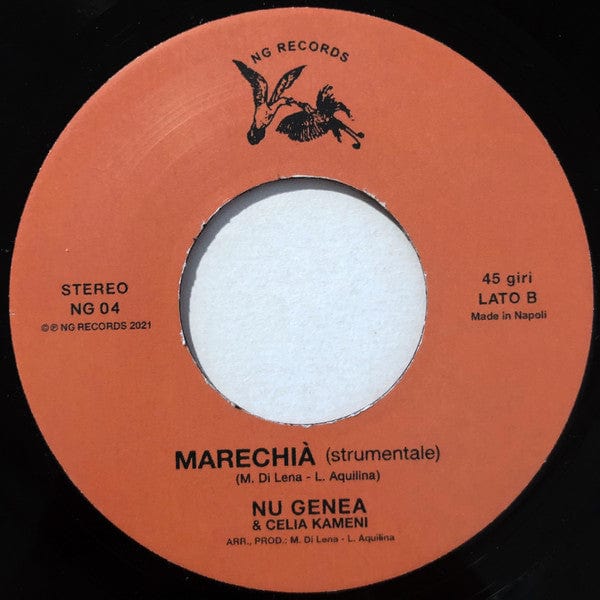 NG RECORDS
STEREO
NG 04
©℗ NG RECORDS 2021
45 giri
LATO B
Made in Napoli
MARECHIÀ (strumentale)
(M. Di Lena - L. Aquilina)
NU GENEA
& CELIA KAMENI
ARR., PROD.: M. Di Lena - L. Aquilina